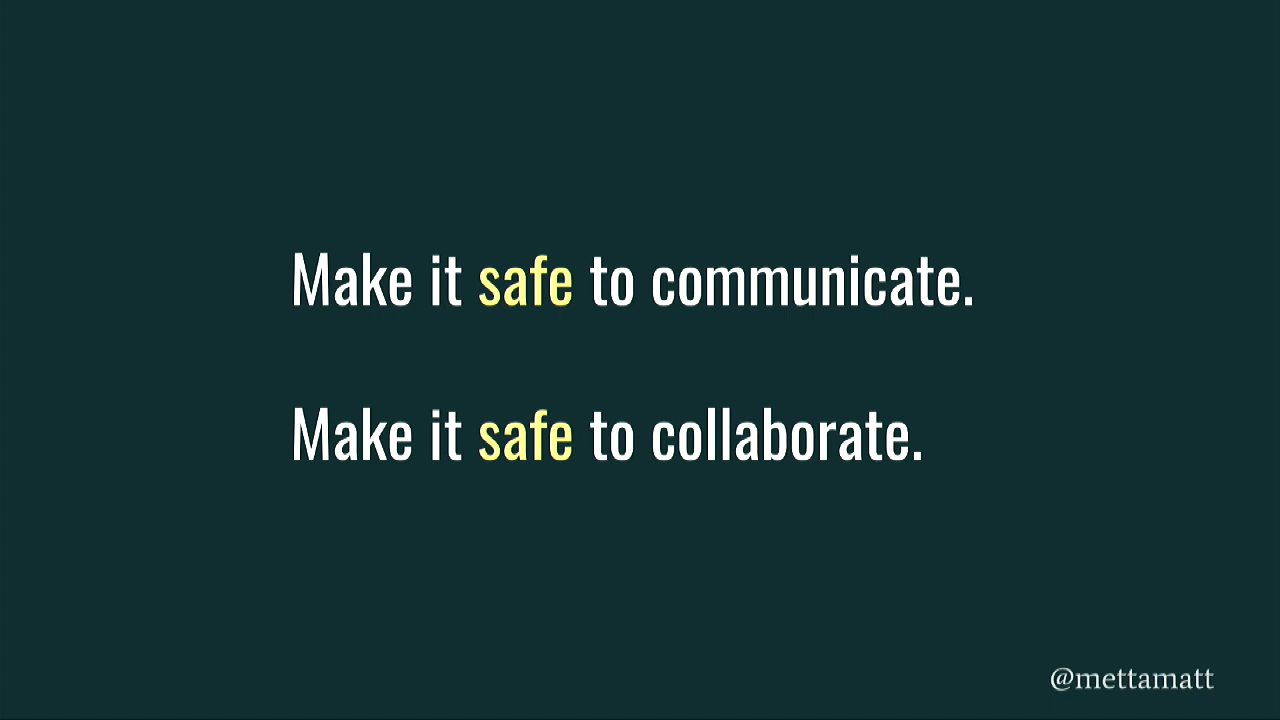 Make it safe to communicate.
Make it safe to collaborate.
@mettamatt